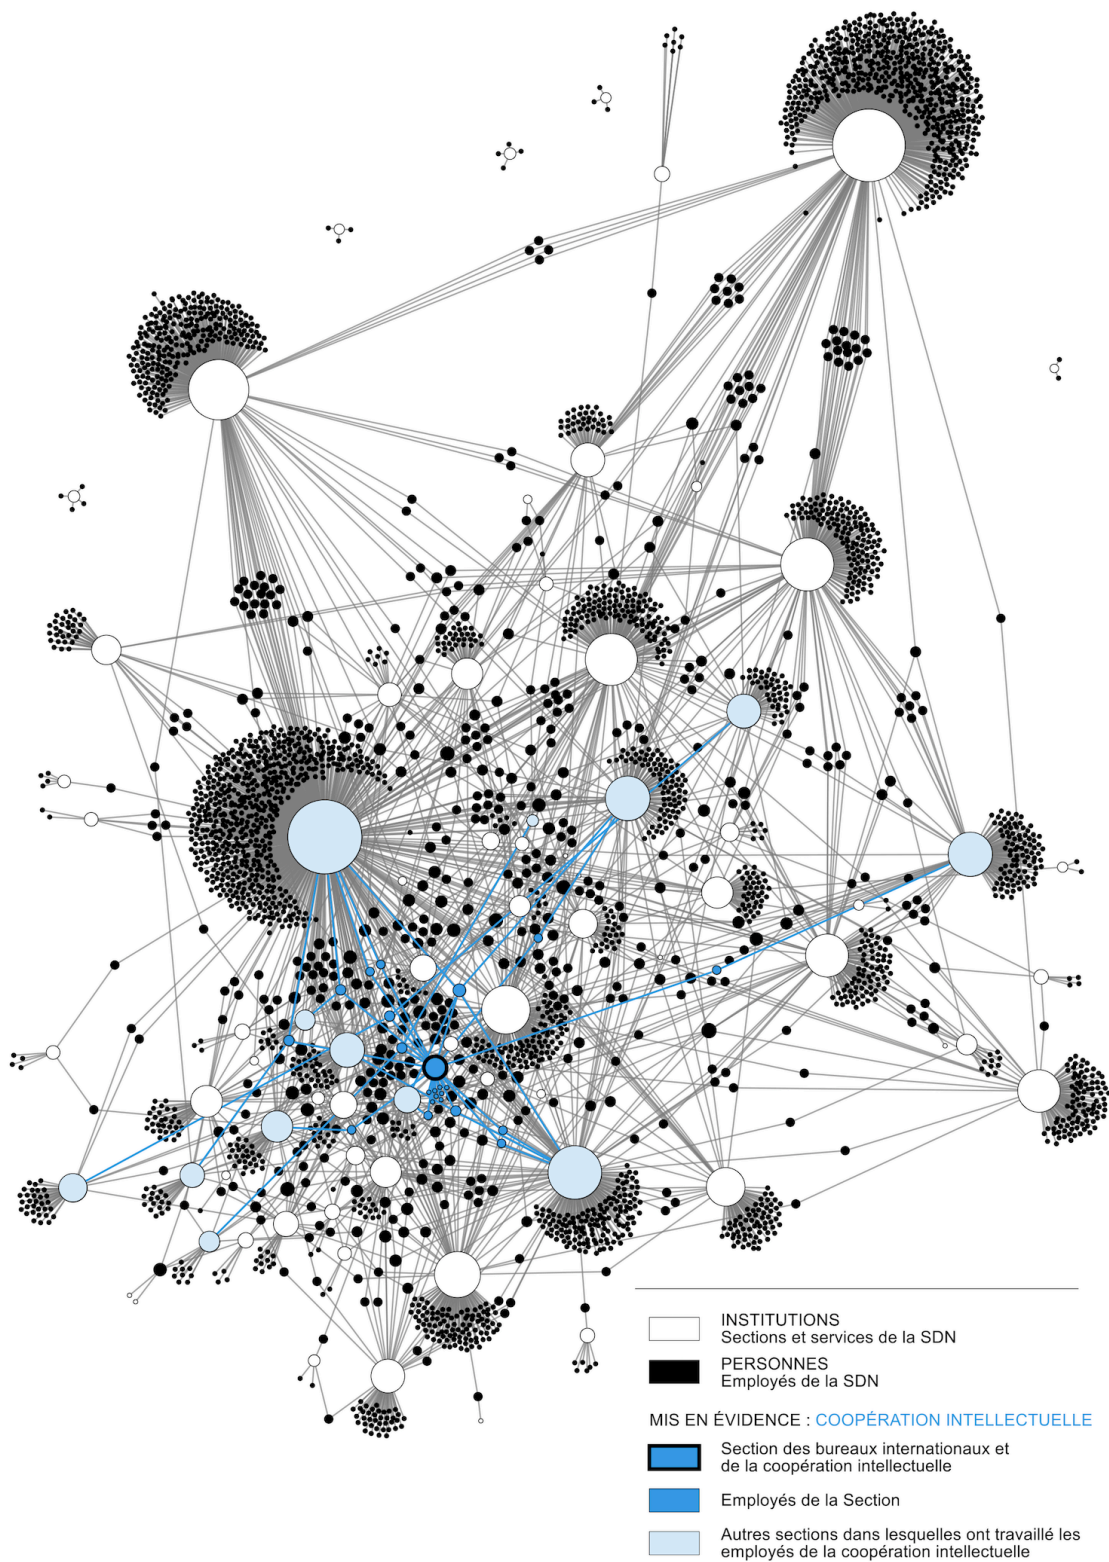 INSTITUTIONS
Sections et services de la SDN
PERSONNES
Employés de la SDN
MIS EN ÉVIDENCE : COOPÉRATION INTELLECTUELLE
Section des bureaux internationaux et
de la coopération intellectuelle
Employés de la Section
Autres sections dans lesquelles ont travaillé les
employés de la coopération intellectuelle